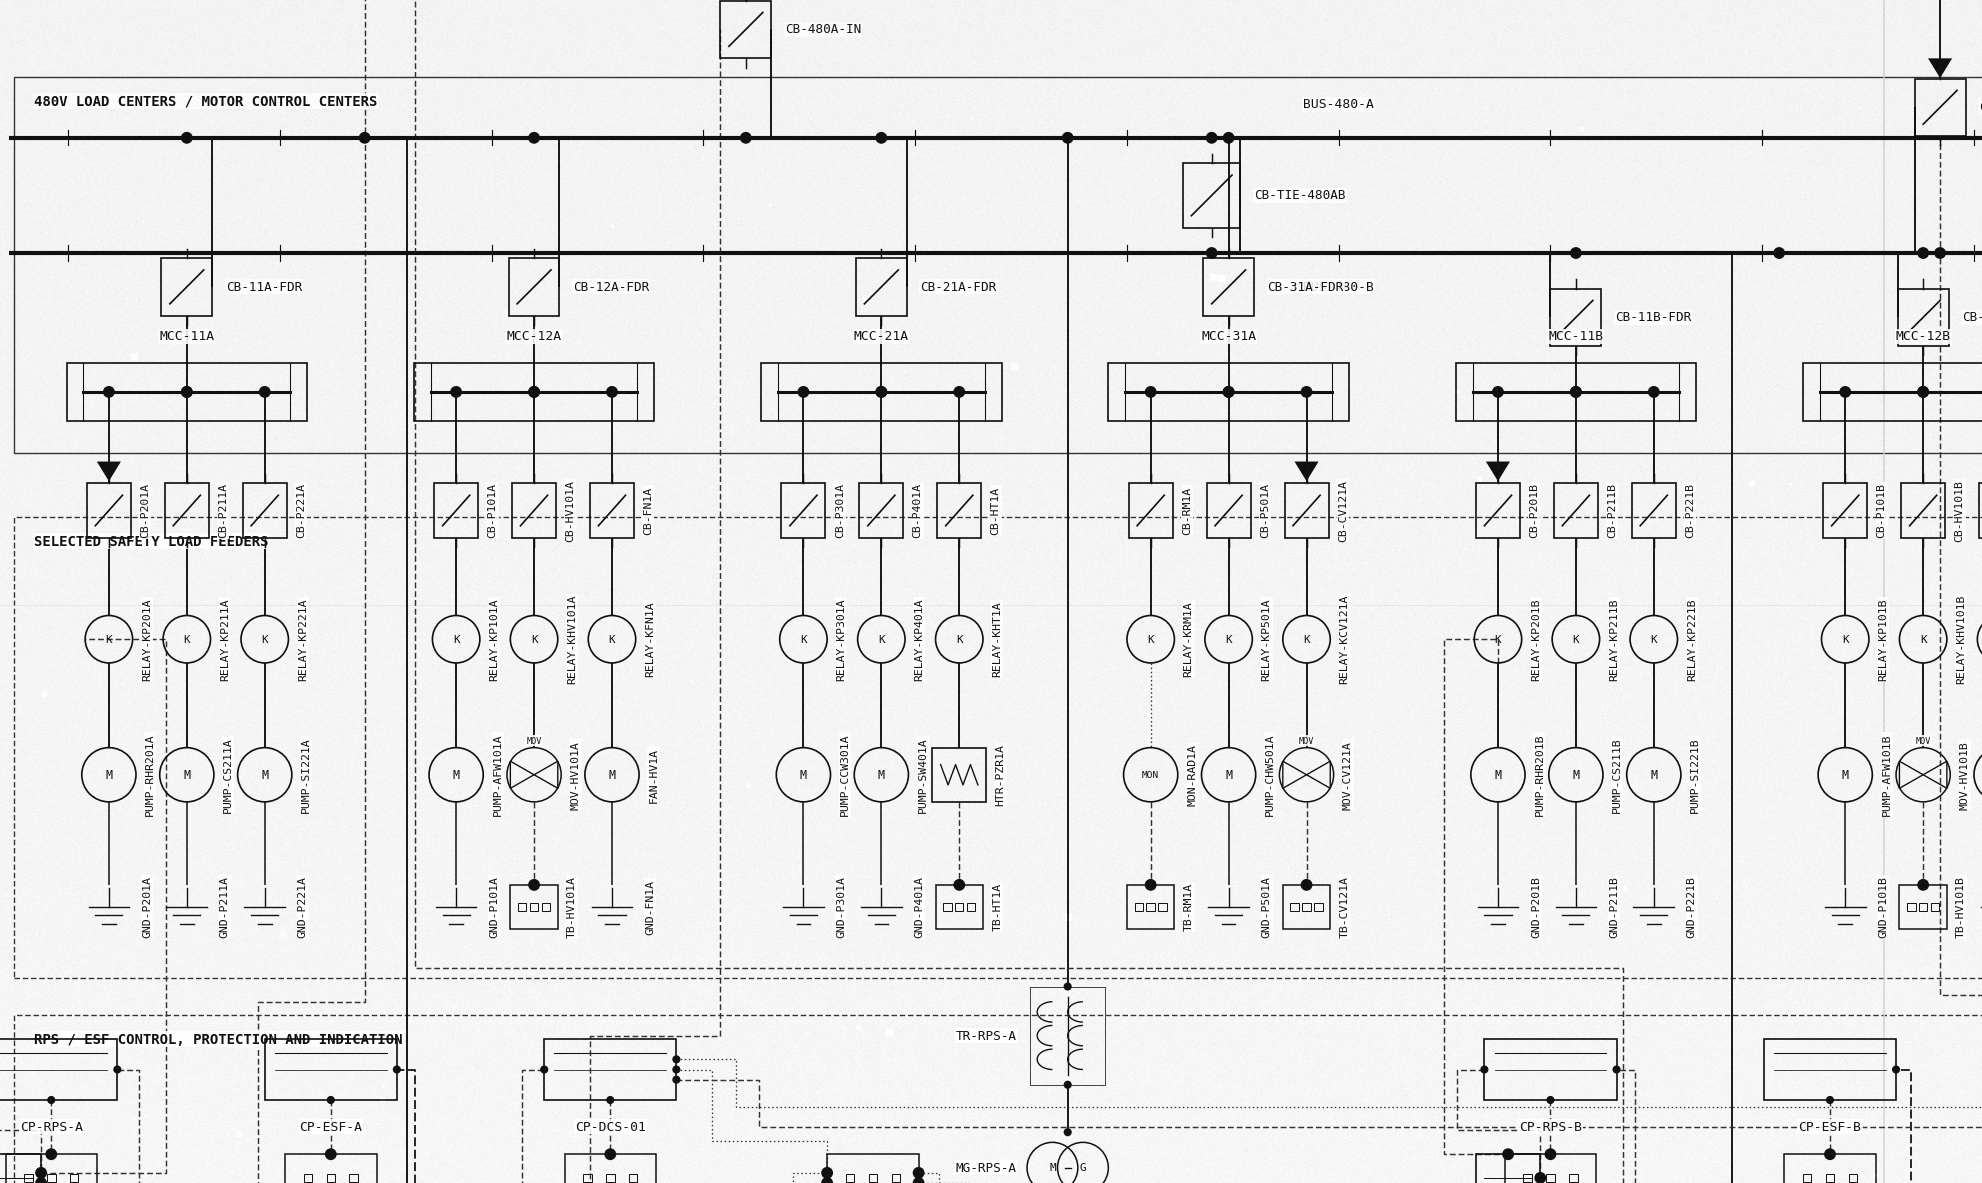 CB-480A-IN
480V LOAD CENTERS / MOTOR CONTROL CENTERS
BUS-480-A
CB-TIE-480AB
CB-11A-FDR
CB-12A-FDR
CB-21A-FDR
CB-31A-FDR30-B
CB-11B-FDR
CB-
MCC-11A
MCC-12A
MCC-21A
MCC-31A
MCC-11B
MCC-12B
CB-P201A
CB-P211A
CB-P221A
CB-P101A
CB-HV101A
CB-FN1A
CB-P301A
CB-P401A
CB-HT1A
CB-RM1A
CB-P501A
CB-CV121A
CB-P201B
CB-P211B
CB-P221B
CB-P101B
CB-HV101B
SELECTED SAFETY LOAD FEEDERS
K
RELAY-KP201A
K
RELAY-KP211A
K
RELAY-KP221A
K
RELAY-KP101A
K
RELAY-KHV101A
K
RELAY-KFN1A
K
RELAY-KP301A
K
RELAY-KP401A
K
RELAY-KHT1A
K
RELAY-KRM1A
K
RELAY-KP501A
K
RELAY-KCV121A
K
RELAY-KP201B
K
RELAY-KP211B
K
RELAY-KP221B
K
RELAY-KP101B
K
RELAY-KHV101B
M
PUMP-RHR201A
M
PUMP-CS211A
M
PUMP-SI221A
M
PUMP-AFW101A
MOV
MOV-HV101A
M
FAN-HV1A
M
PUMP-CCW301A
M
PUMP-SW401A
HTR-PZR1A
MON
MON-RAD1A
M
PUMP-CHW501A
MOV
MOV-CV121A
M
PUMP-RHR201B
M
PUMP-CS211B
M
PUMP-SI221B
M
PUMP-AFW101B
MOV
MOV-HV101B
GND-P201A
GND-P211A
GND-P221A
GND-P101A
TB-HV101A
GND-FN1A
GND-P301A
GND-P401A
TB-HT1A
TB-RM1A
GND-P501A
TB-CV121A
GND-P201B
GND-P211B
GND-P221B
GND-P101B
TB-HV101B
RPS / ESF CONTROL, PROTECTION AND INDICATION
TR-RPS-A
CP-RPS-A
CP-ESF-A
CP-DCS-01
CP-RPS-B
CP-ESF-B
MG-RPS-A
M
G